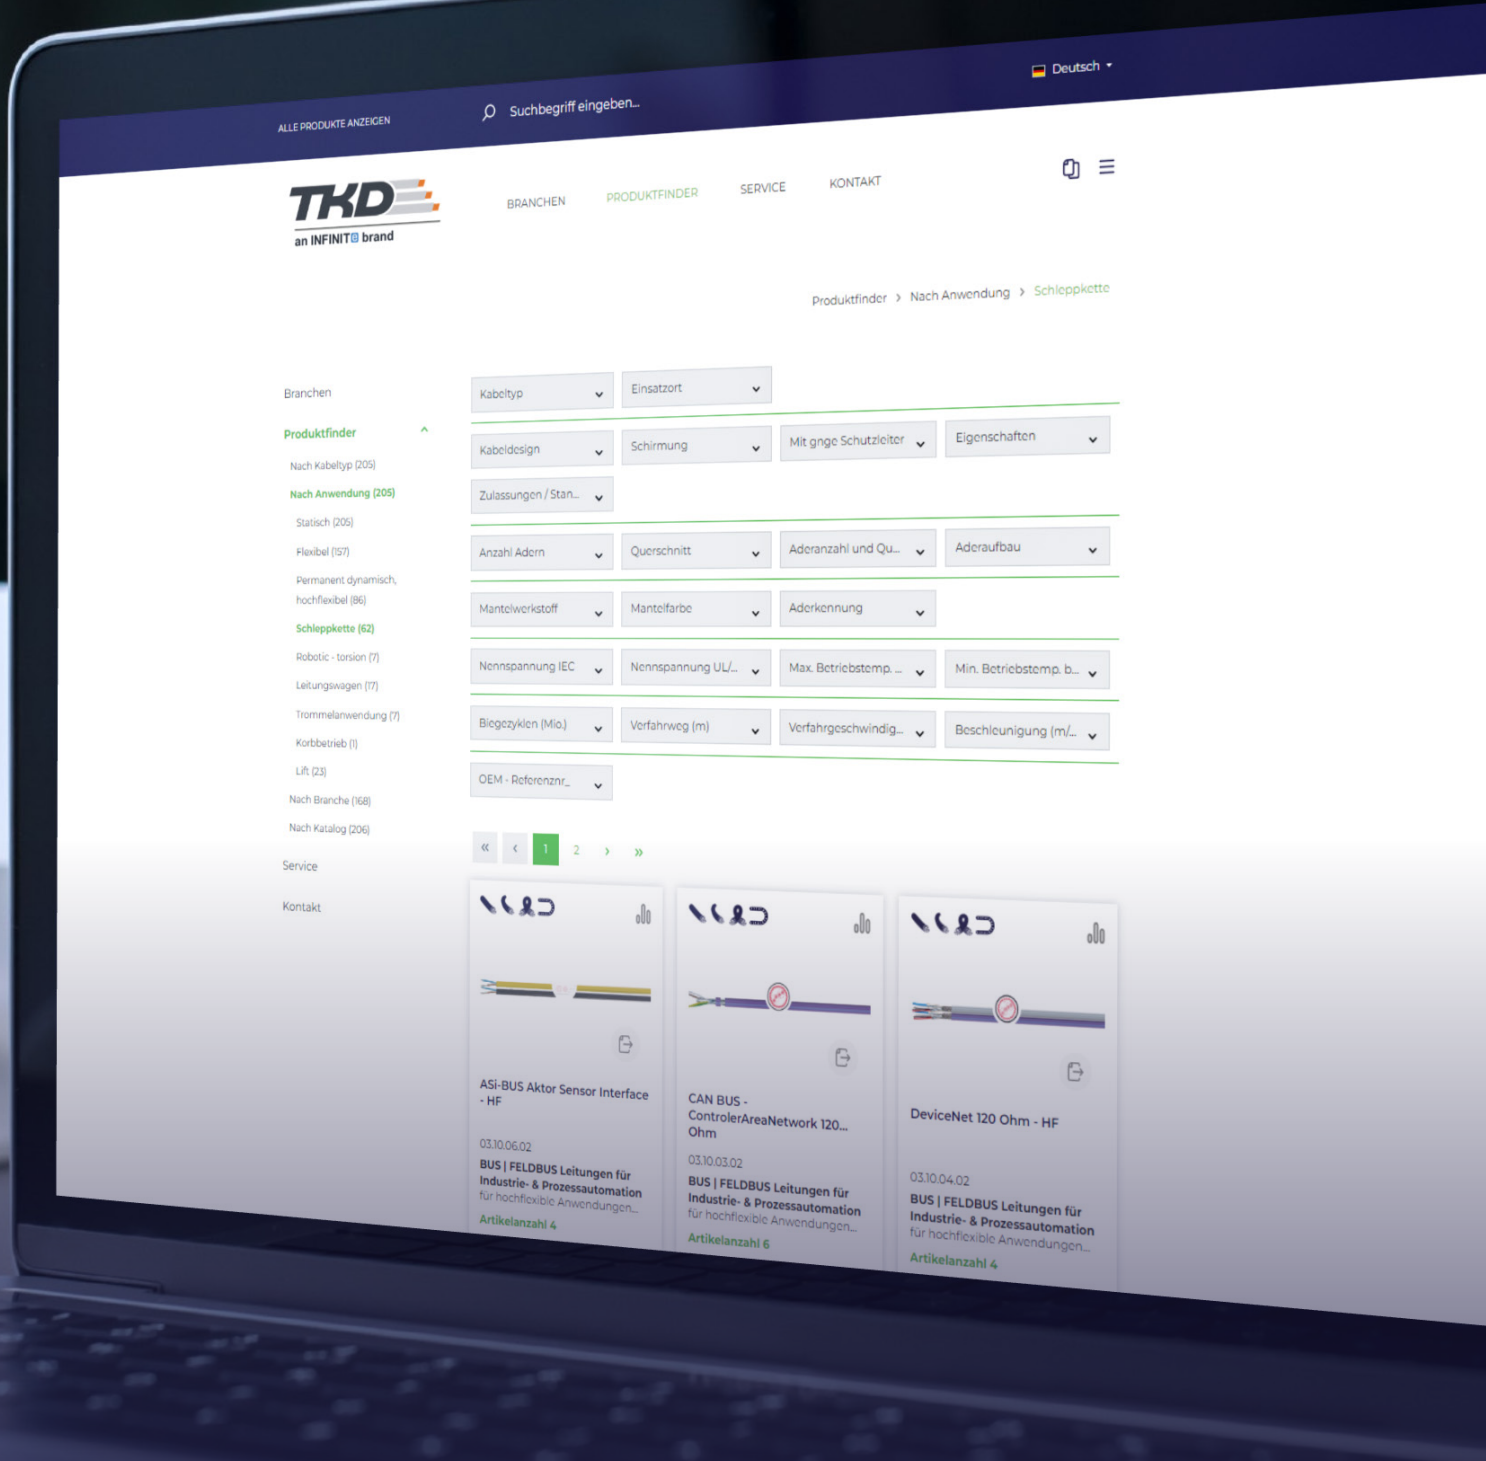 ALLE PRODUKTE ANZEIGEN
Suchbegriff eingeben...
Deutsch
TKD
an INFINIT brand
BRANCHEN
PRODUKTFINDER
SERVICE
KONTAKT
Produktfinder > Nach Anwendung > Schleppkette
Branchen
Produktfinder
Nach Kabeltyp (205)
Nach Anwendung (205)
Statisch (205)
Flexibel (157)
Permanent dynamisch,
hochflexibel (86)
Schleppkette (62)
Robotic - torsion (7)
Leitungswagen (17)
Trommelanwendung (7)
Korbbetrieb (1)
Lift (23)
Nach Branche (168)
Nach Katalog (206)
Service
Kontakt
Kabeltyp
Einsatzort
Kabeldesign
Schirmung
Mit gnge Schutzleiter
Eigenschaften
Zulassungen / Stan...
Anzahl Adern
Querschnitt
Aderanzahl und Qu...
Aderaufbau
Mantelwerkstoff
Mantelfarbe
Aderkennung
Nennspannung IEC
Nennspannung UL/...
Max. Betriebstemp. ...
Min. Betriebstemp. b...
Biegezyklen (Mio.)
Verfahrweg (m)
Verfahrgeschwindig...
Beschleunigung (m/...
OEM - Referenznr...
« ‹ 1 2 › »
ASi-BUS Aktor Sensor Interface
- HF
03.10.06.02
BUS | FELDBUS Leitungen für
Industrie- & Prozessautomation
für hochflexible Anwendungen...
Artikelanzahl 4
CAN BUS -
ControlerAreaNetwork 120...
Ohm
03.10.03.02
BUS | FELDBUS Leitungen für
Industrie- & Prozessautomation
für hochflexible Anwendungen...
Artikelanzahl 6
DeviceNet 120 Ohm - HF
03.10.04.02
BUS | FELDBUS Leitungen für
Industrie- & Prozessautomation
für hochflexible Anwendungen...
Artikelanzahl 4